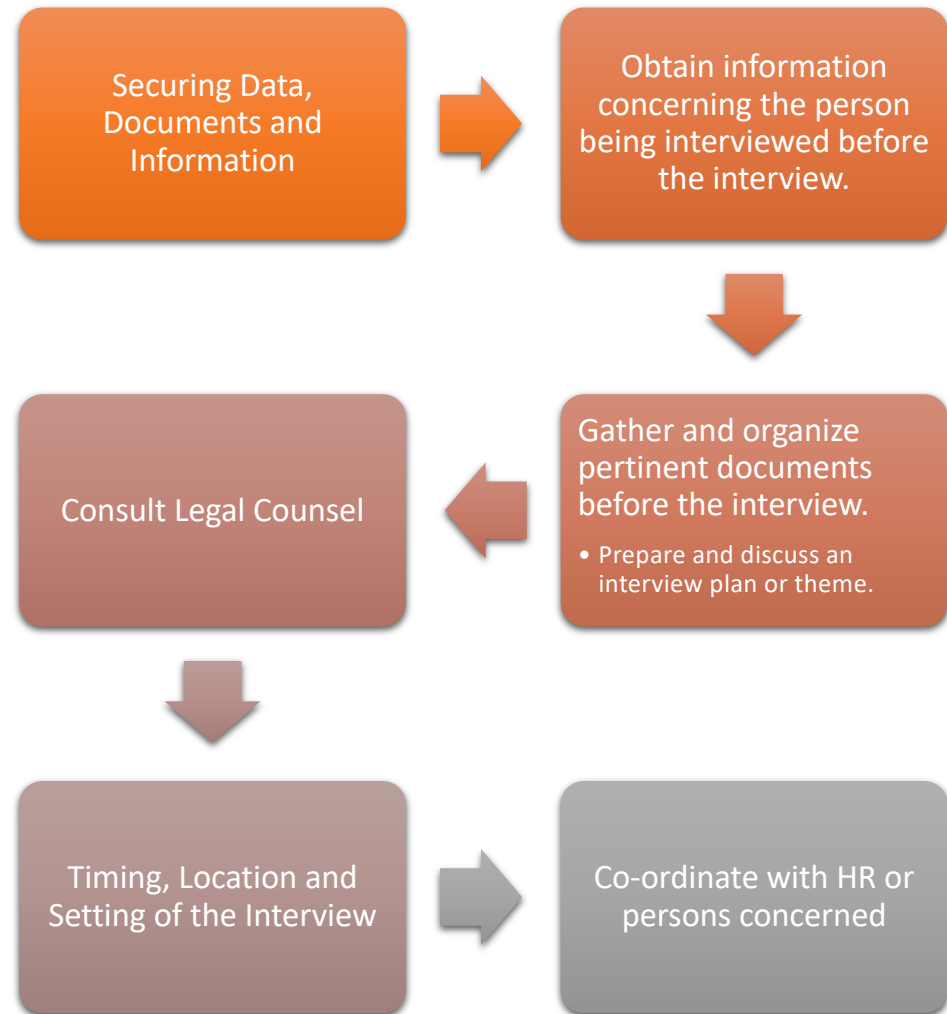 Securing Data,
Documents and
Information
Obtain information
concerning the person
being interviewed before
the interview.
Gather and organize
pertinent documents
before the interview.
• Prepare and discuss an
interview plan or theme.
Consult Legal Counsel
Timing, Location and
Setting of the Interview
Co-ordinate with HR or
persons concerned